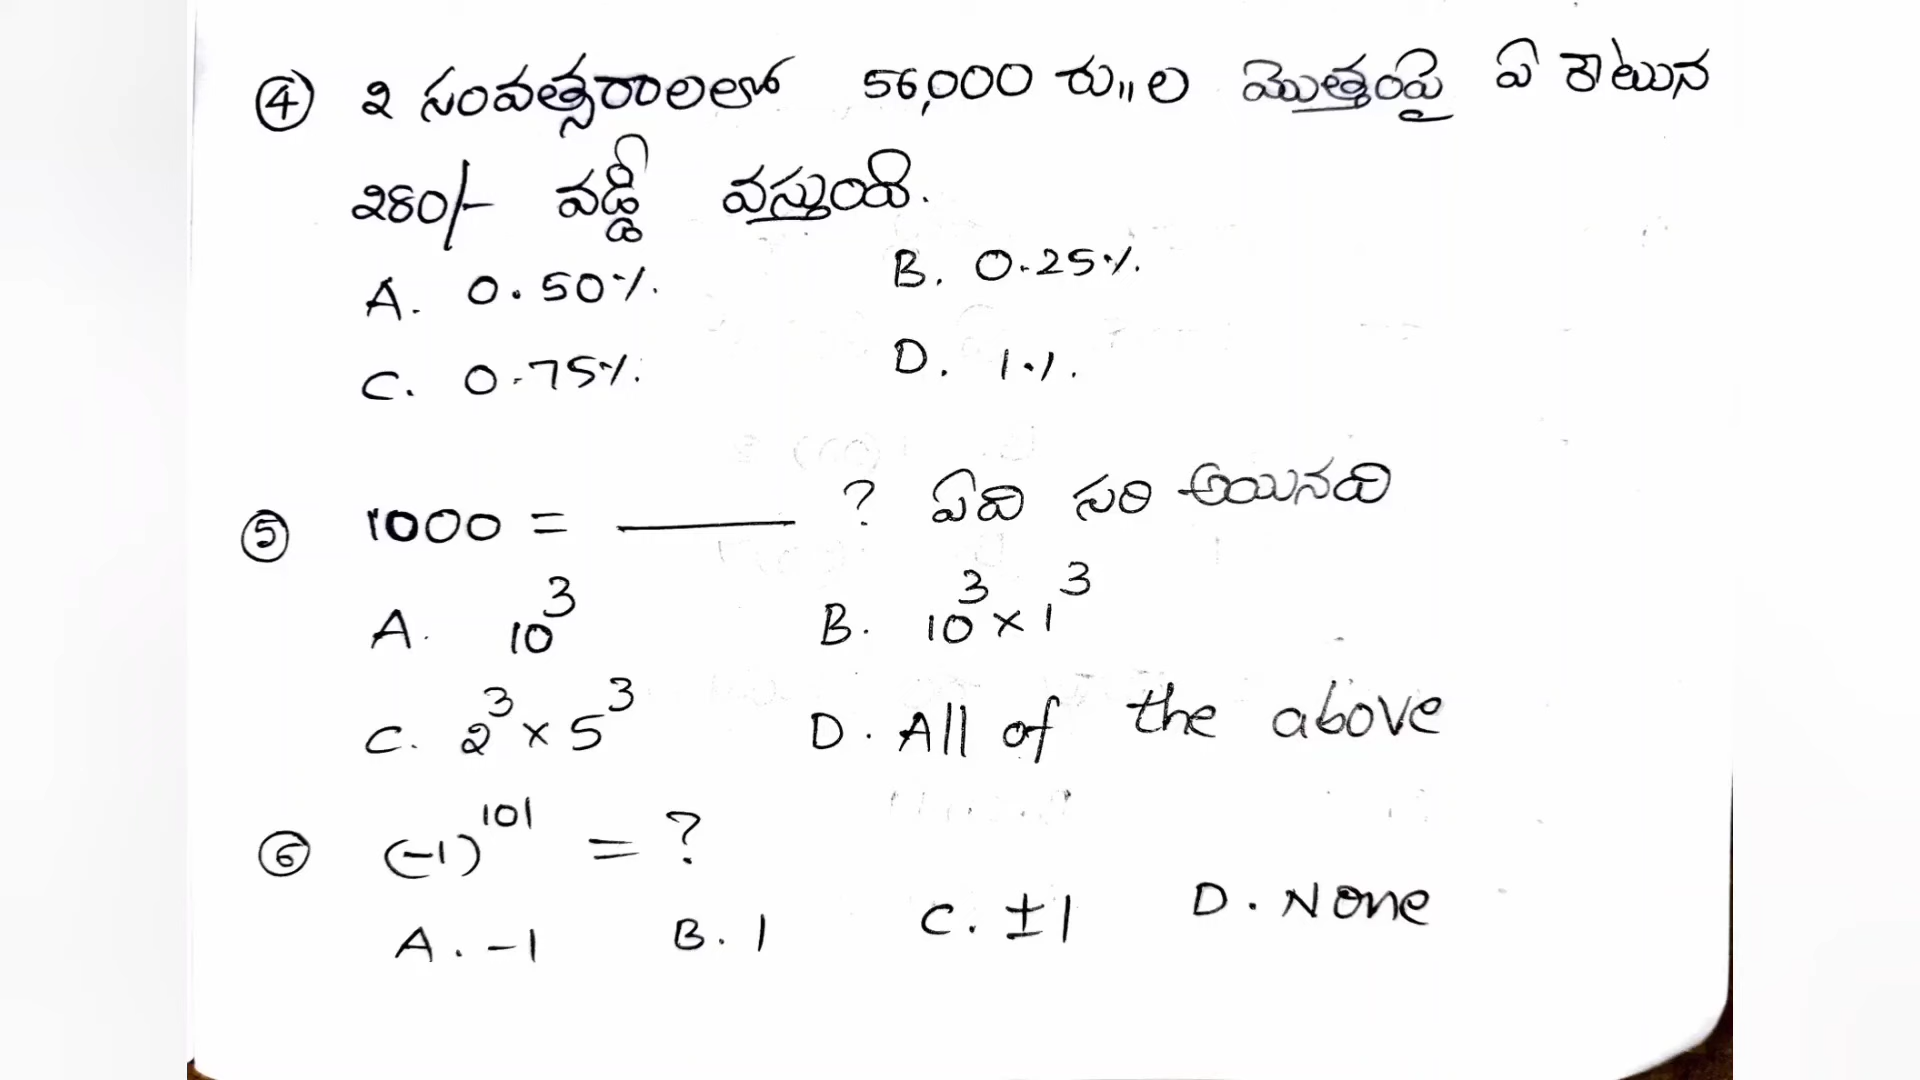 ④ 2 సంవత్సరాలలో 56,000 రు॥ల మొత్తంపై ఏ రేటున
280/- వడ్డీ వస్తుంది.
A. 0.50% B. 0.25%.
C. 0.75%. D. 1%.
⑤ 1000 = ______ ? ఏది సరి అయినది
A. 10³ B. 10³ × 1³
C. 2³ × 5³ D. All of the above
⑥ (-1)¹⁰¹ = ?
A. -1 B. 1 C. ±1 D. None